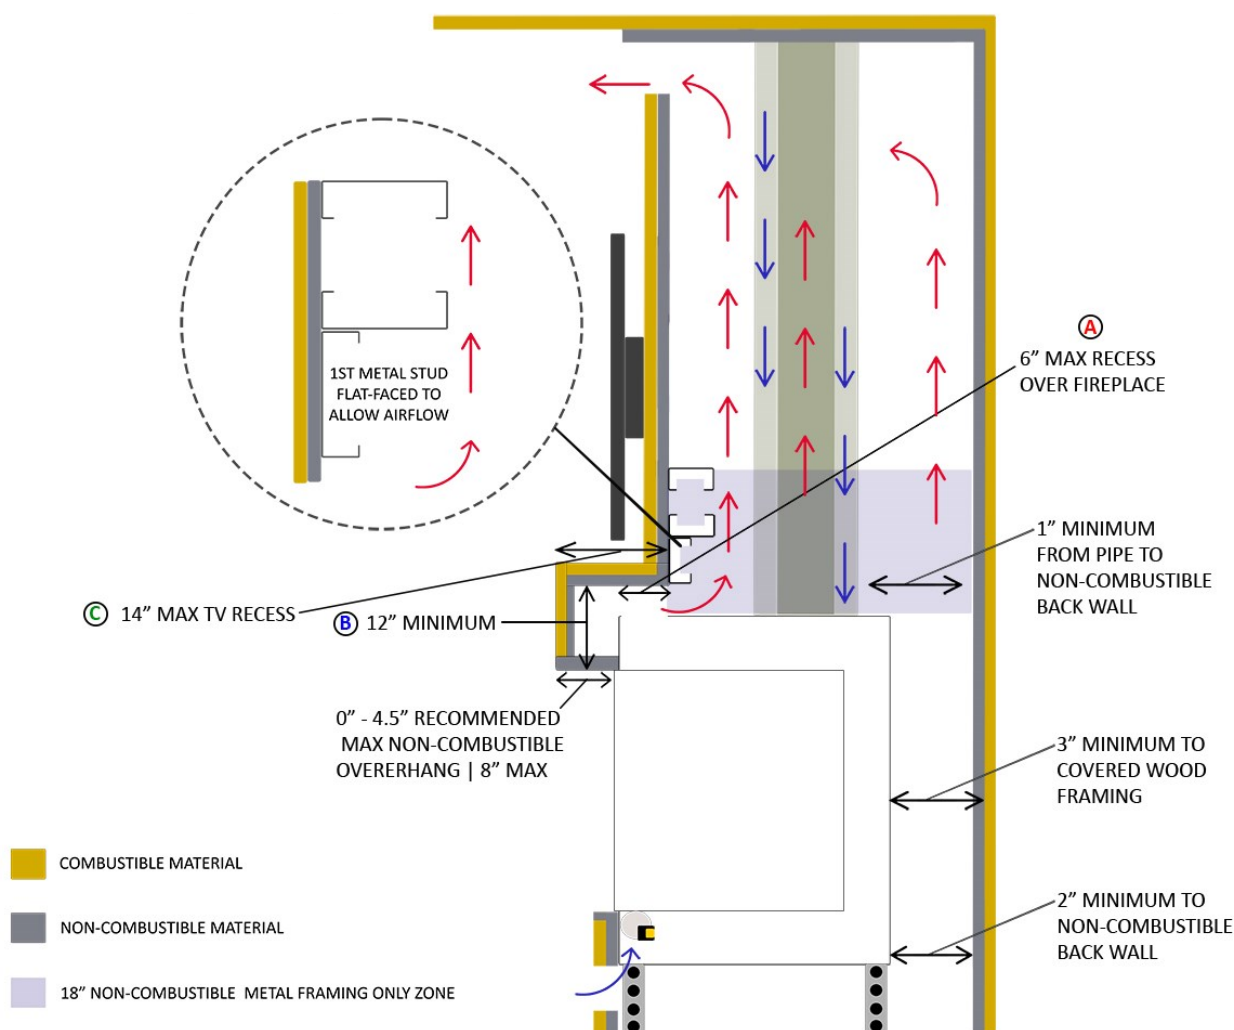 A
6” MAX RECESS
OVER FIREPLACE
1ST METAL STUD
FLAT-FACED TO
ALLOW AIRFLOW
1” MINIMUM
FROM PIPE TO
NON-COMBUSTIBLE
BACK WALL
C 14” MAX TV RECESS
B 12” MINIMUM
0” - 4.5” RECOMMENDED
MAX NON-COMBUSTIBLE
OVERERHANG | 8” MAX
3” MINIMUM TO
COVERED WOOD
FRAMING
2” MINIMUM TO
NON-COMBUSTIBLE
BACK WALL
COMBUSTIBLE MATERIAL
NON-COMBUSTIBLE MATERIAL
18” NON-COMBUSTIBLE METAL FRAMING ONLY ZONE